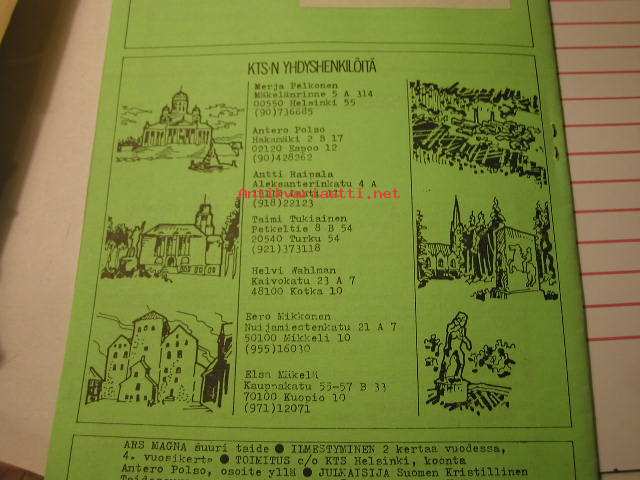 KTS:N YHDYSHENKILÖITÄ
Merja Pelkonen
Mäkelänrinne 5 A 314
00550 Helsinki 55
(90)736685
Antero Polso
Hakamäki 2 B 17
02120 Espoo 12
(90)428262
Antti Raipala
Aleksanterinkatu 4 A
Antikvariaatti.net
(918)22123
Taimi Tukiainen
Petkeltie 8 B 54
20540 Turku 54
(921)373118
Helvi Wahlman
Kaivokatu 23 A 7
48100 Kotka 10
Eero Mikkonen
Nuijamiestenkatu 21 A 7
50100 Mikkeli 10
(955)16030
Elsa Mäkelä
Kauppakatu 55-57 B 33
70100 Kuopio 10
(971)12071
ARS MAGNA suuri taide ● ILMESTYMINEN 2 kertaa vuodessa,
4. vuosikerta ● TOIMITUS c/o KTS Helsinki, koonta
Antero Polso, osoite yllä ● JULKAISIJA Suomen Kristillinen